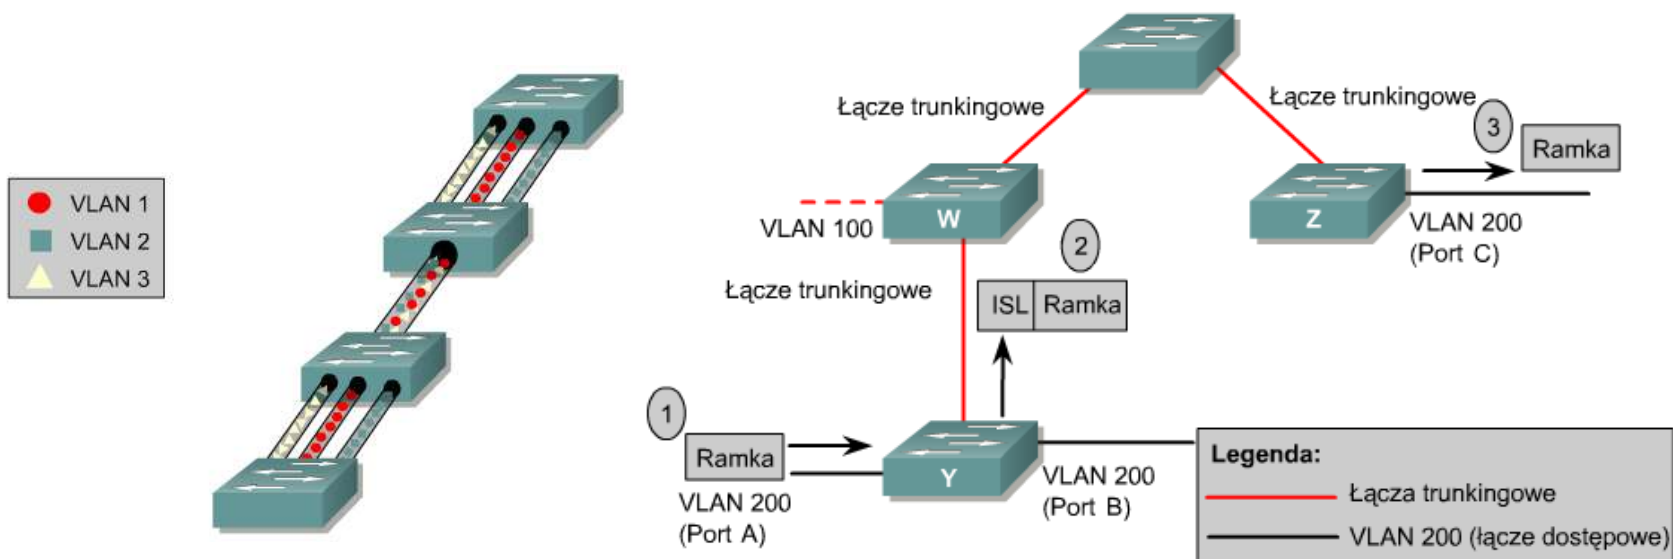 VLAN 1
VLAN 2
VLAN 3
Łącze trunkingowe
Łącze trunkingowe
3
Ramka
W
Z
VLAN 100
VLAN 200
(Port C)
2
Łącze trunkingowe
ISL
Ramka
1
Ramka
VLAN 200
(Port A)
Y
VLAN 200
(Port B)
Legenda:
Łącza trunkingowe
VLAN 200 (łącze dostępowe)